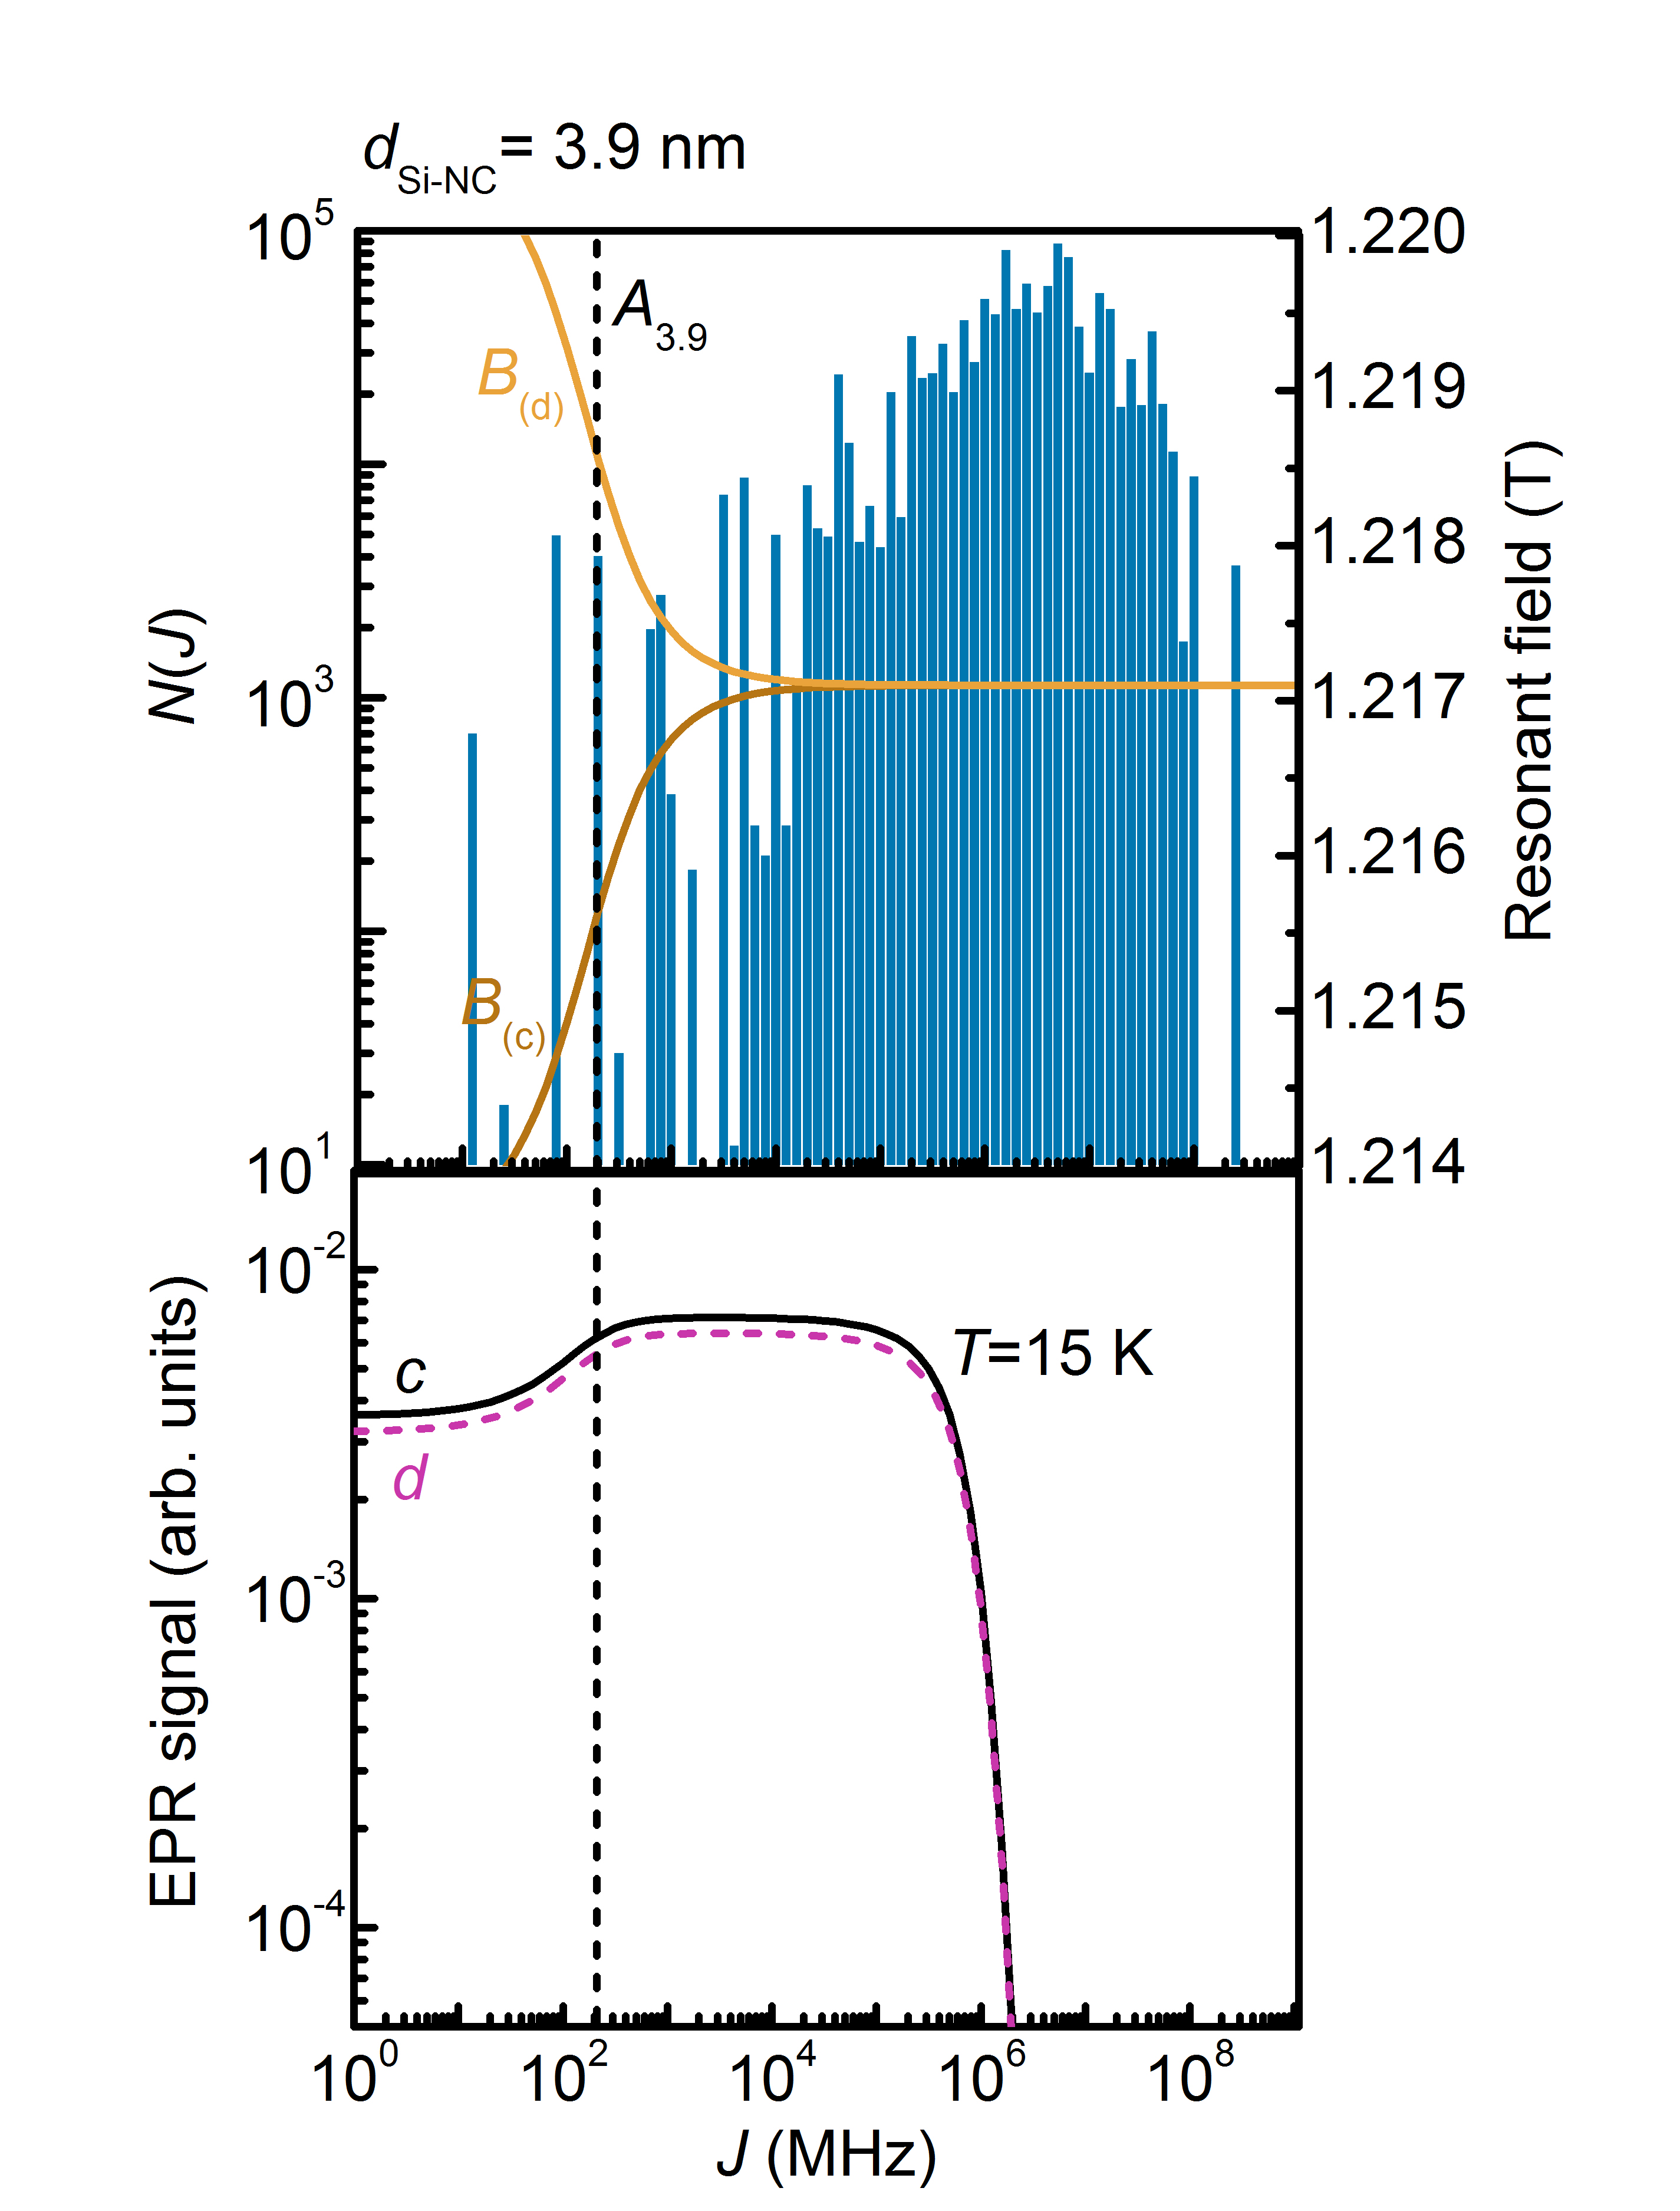 d_Si-NC = 3.9 nm
10^5
10^3
10^1
N(J)
A_3.9
B_(d)
B_(c)
1.220
1.219
1.218
1.217
1.216
1.215
1.214
Resonant field (T)
10^-2
10^-3
10^-4
EPR signal (arb. units)
c
d
T=15 K
10^0 10^2 10^4 10^6 10^8
J (MHz)